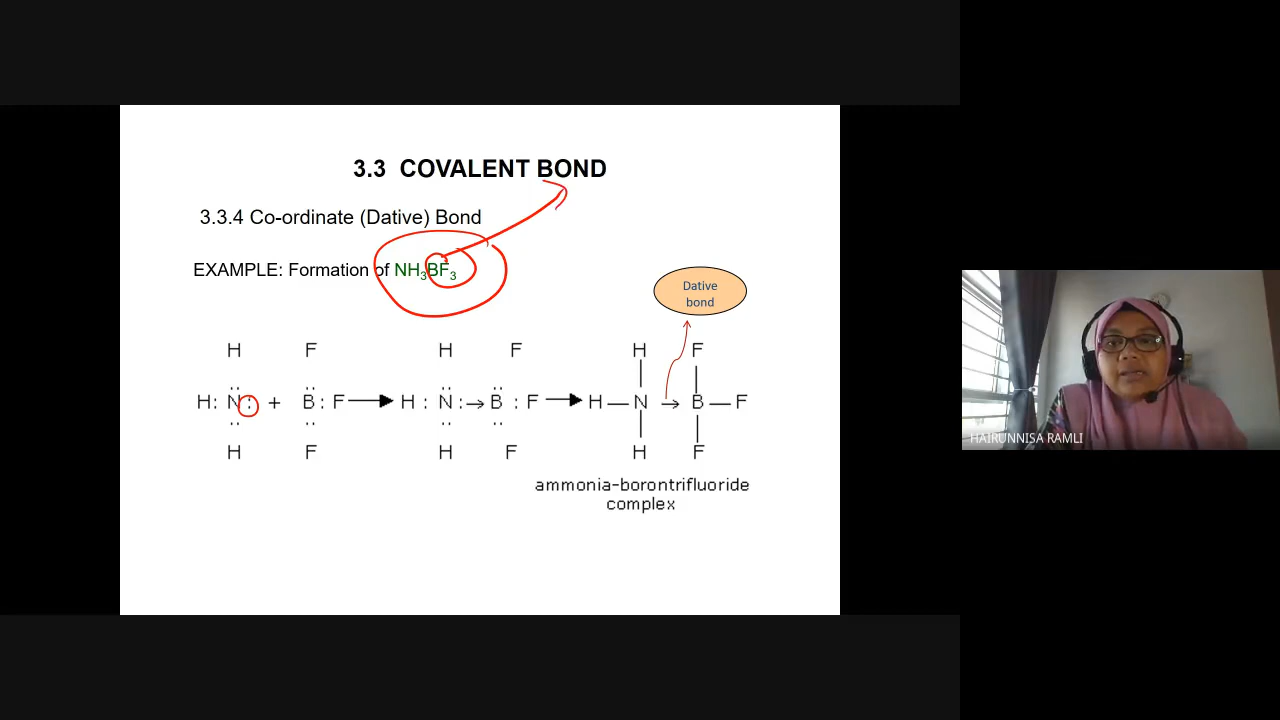 3.3 COVALENT BOND
3.3.4 Co-ordinate (Dative) Bond
EXAMPLE: Formation of NH₃BF₃
Dative
bond
H F H F H F
H: N: + B : F H : N: B : F H N B F
H F H F H F
ammonia-borontrifluoride
complex
HAIRUNNISA RAMLI